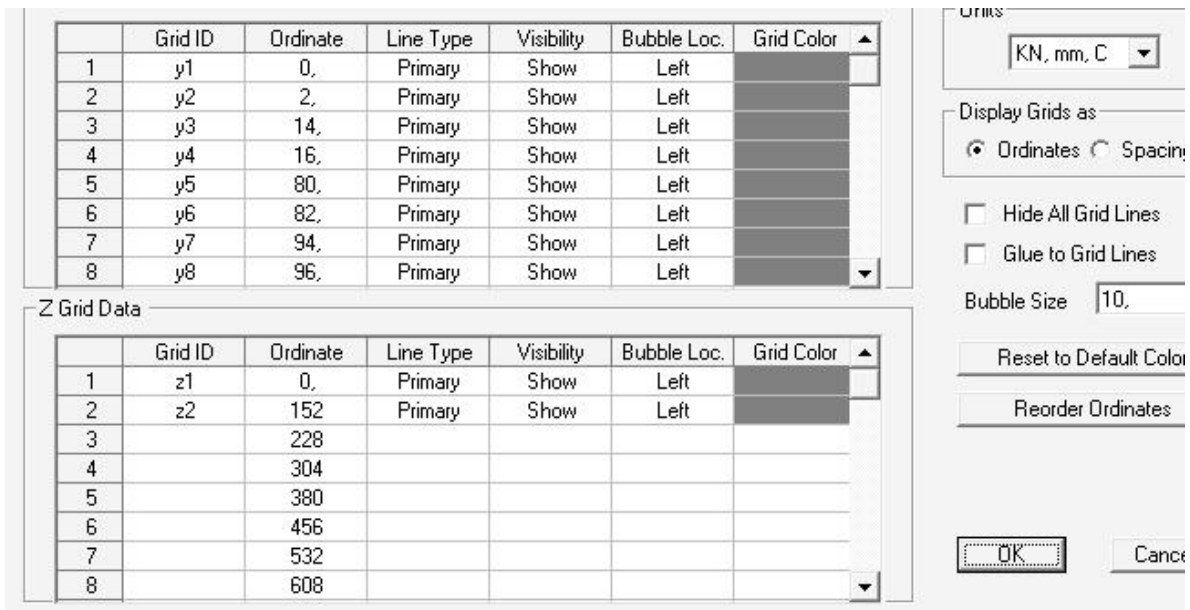 Units
Grid ID Ordinate Line Type Visibility Bubble Loc. Grid Color
1 y1 0, Primary Show Left
2 y2 2, Primary Show Left
3 y3 14, Primary Show Left
4 y4 16, Primary Show Left
5 y5 80, Primary Show Left
6 y6 82, Primary Show Left
7 y7 94, Primary Show Left
8 y8 96, Primary Show Left
KN, mm, C
Display Grids as
Ordinates Spacing
Hide All Grid Lines
Glue to Grid Lines
Bubble Size 10,
Z Grid Data
Grid ID Ordinate Line Type Visibility Bubble Loc. Grid Color
1 z1 0, Primary Show Left
2 z2 152 Primary Show Left
3 228
4 304
5 380
6 456
7 532
8 608
Reset to Default Color
Reorder Ordinates
OK Cance